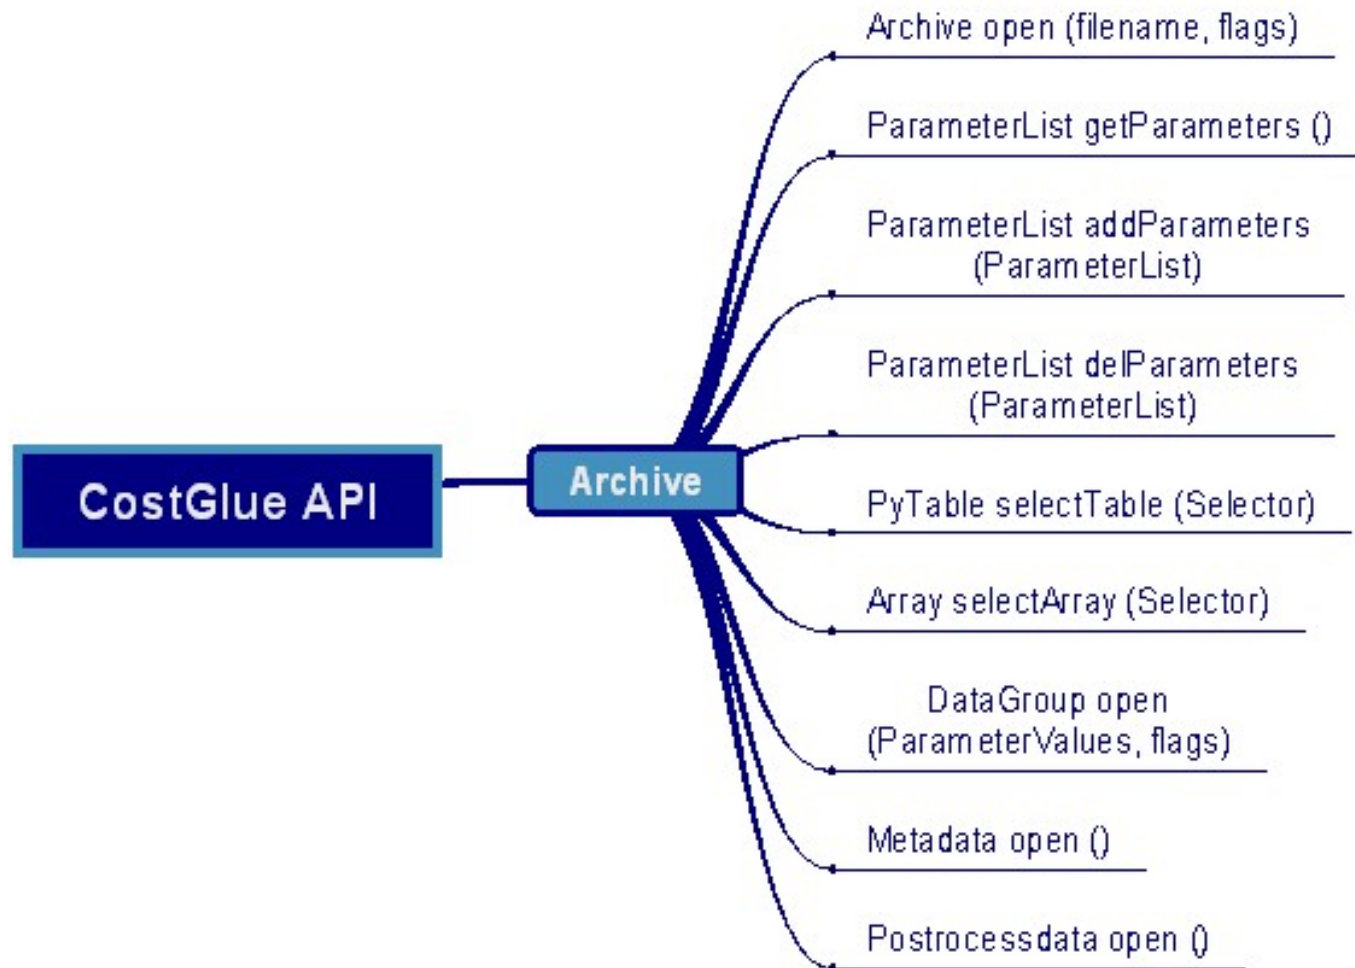 Archive open (filename, flags)
ParameterList getParameters ()
ParameterList addParameters
(ParameterList)
ParameterList delParameters
(ParameterList)
CostGlue API
Archive
PyTable selectTable (Selector)
Array selectArray (Selector)
DataGroup open
(ParameterValues, flags)
Metadata open ()
Postrocessdata open ()